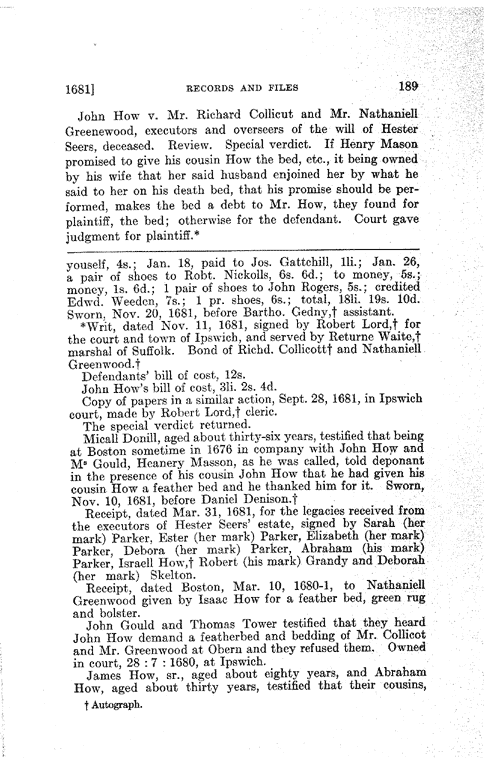 1681] RECORDS AND FILES 189
John How v. Mr. Richard Collicut and Mr. Nathaniell
Greenewood, executors and overseers of the will of Hester
Seers, deceased. Review. Special verdict. If Henry Mason
promised to give his cousin How the bed, etc., it being owned
by his wife that her said husband enjoined her by what he
said to her on his death bed, that his promise should be per-
formed, makes the bed a debt to Mr. How, they found for
plaintiff, the bed; otherwise for the defendant. Court gave
judgment for plaintiff.*
youself, 4s.; Jan. 18, paid to Jos. Gattchill, 1li.; Jan. 26,
a pair of shoes to Robt. Nickolls, 6s. 6d.; to money, 5s.;
money, 1s. 6d.; 1 pair of shoes to John Rogers, 5s.; credited
Edwd. Weeden, 7s.; 1 pr. shoes, 6s.; total, 18li. 19s. 10d.
Sworn, Nov. 20, 1681, before Bartho. Gedny,† assistant.
*Writ, dated Nov. 11, 1681, signed by Robert Lord,† for
the court and town of Ipswich, and served by Returne Waite,†
marshal of Suffolk. Bond of Richd. Collicott† and Nathaniell
Greenwood.†
Defendants' bill of cost, 12s.
John How's bill of cost, 3li. 2s. 4d.
Copy of papers in a similar action, Sept. 28, 1681, in Ipswich
court, made by Robert Lord,† cleric.
The special verdict returned.
Micall Donill, aged about thirty-six years, testified that being
at Boston sometime in 1676 in company with John How and
Mˢ Gould, Heanery Masson, as he was called, told deponant
in the presence of his cousin John How that he had given his
cousin How a feather bed and he thanked him for it. Sworn,
Nov. 10, 1681, before Daniel Denison.†
Receipt, dated Mar. 31, 1681, for the legacies received from
the executors of Hester Seers' estate, signed by Sarah (her
mark) Parker, Ester (her mark) Parker, Elizabeth (her mark)
Parker, Debora (her mark) Parker, Abraham (his mark)
Parker, Israell How,† Robert (his mark) Grandy and Deborah
(her mark) Skelton.
Receipt, dated Boston, Mar. 10, 1680-1, to Nathaniell
Greenwood given by Isaac How for a feather bed, green rug
and bolster.
John Gould and Thomas Tower testified that they heard
John How demand a featherbed and bedding of Mr. Collicot
and Mr. Greenwood at Obern and they refused them. Owned
in court, 28 : 7 : 1680, at Ipswich.
James How, sr., aged about eighty years, and Abraham
How, aged about thirty years, testified that their cousins,
† Autograph.